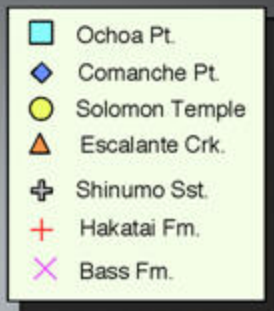 Ochoa Pt.
Comanche Pt.
Solomon Temple
Escalante Crk.
Shinumo Sst.
Hakatai Fm.
Bass Fm.